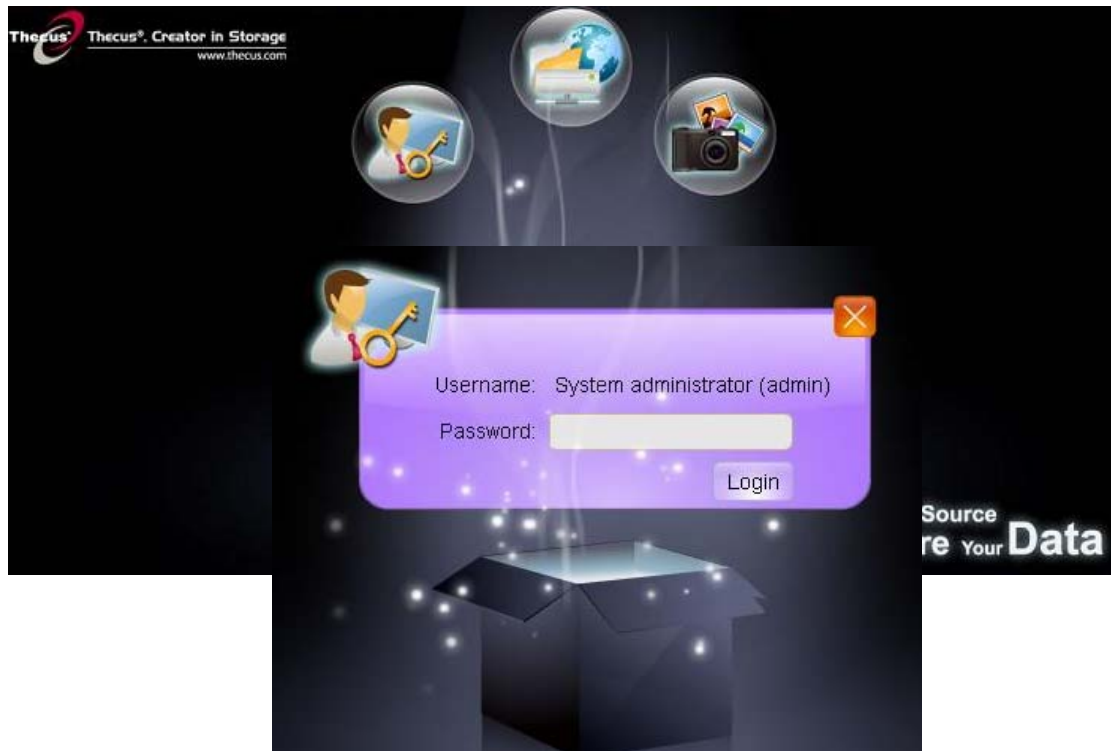 Thecus®
Thecus®. Creator in Storage
www.thecus.com
Username: System administrator (admin)
Password:
Login
Source
re Your Data